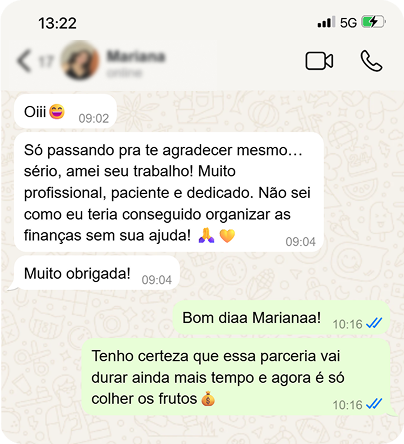 13:22
5G
17
Mariana
online
Oiii😄
09:02
Só passando pra te agradecer mesmo…
sério, amei seu trabalho! Muito
profissional, paciente e dedicado. Não sei
como eu teria conseguido organizar as
finanças sem sua ajuda! 🙏💛
09:04
Muito obrigada!
09:04
Bom diaa Marianaa!
10:16
Tenho certeza que essa parceria vai
durar ainda mais tempo e agora é só
colher os frutos💰
10:16